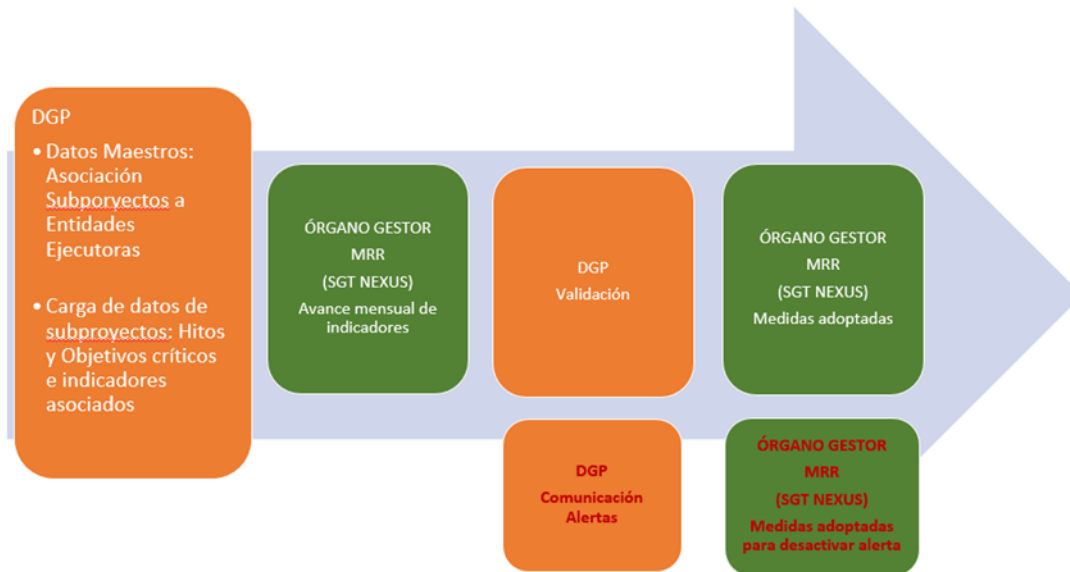 DGP
• Datos Maestros:
Asociación
Subporyectos a
Entidades
Ejecutoras
• Carga de datos de
subproyectos: Hitos
y Objetivos críticos
e indicadores
asociados
ÓRGANO GESTOR
MRR
(SGT NEXUS)
Avance mensual de
indicadores
DGP
Validación
ÓRGANO GESTOR
MRR
(SGT NEXUS)
Medidas adoptadas
DGP
Comunicación
Alertas
ÓRGANO GESTOR
MRR
(SGT NEXUS)
Medidas adoptadas
para desactivar alerta